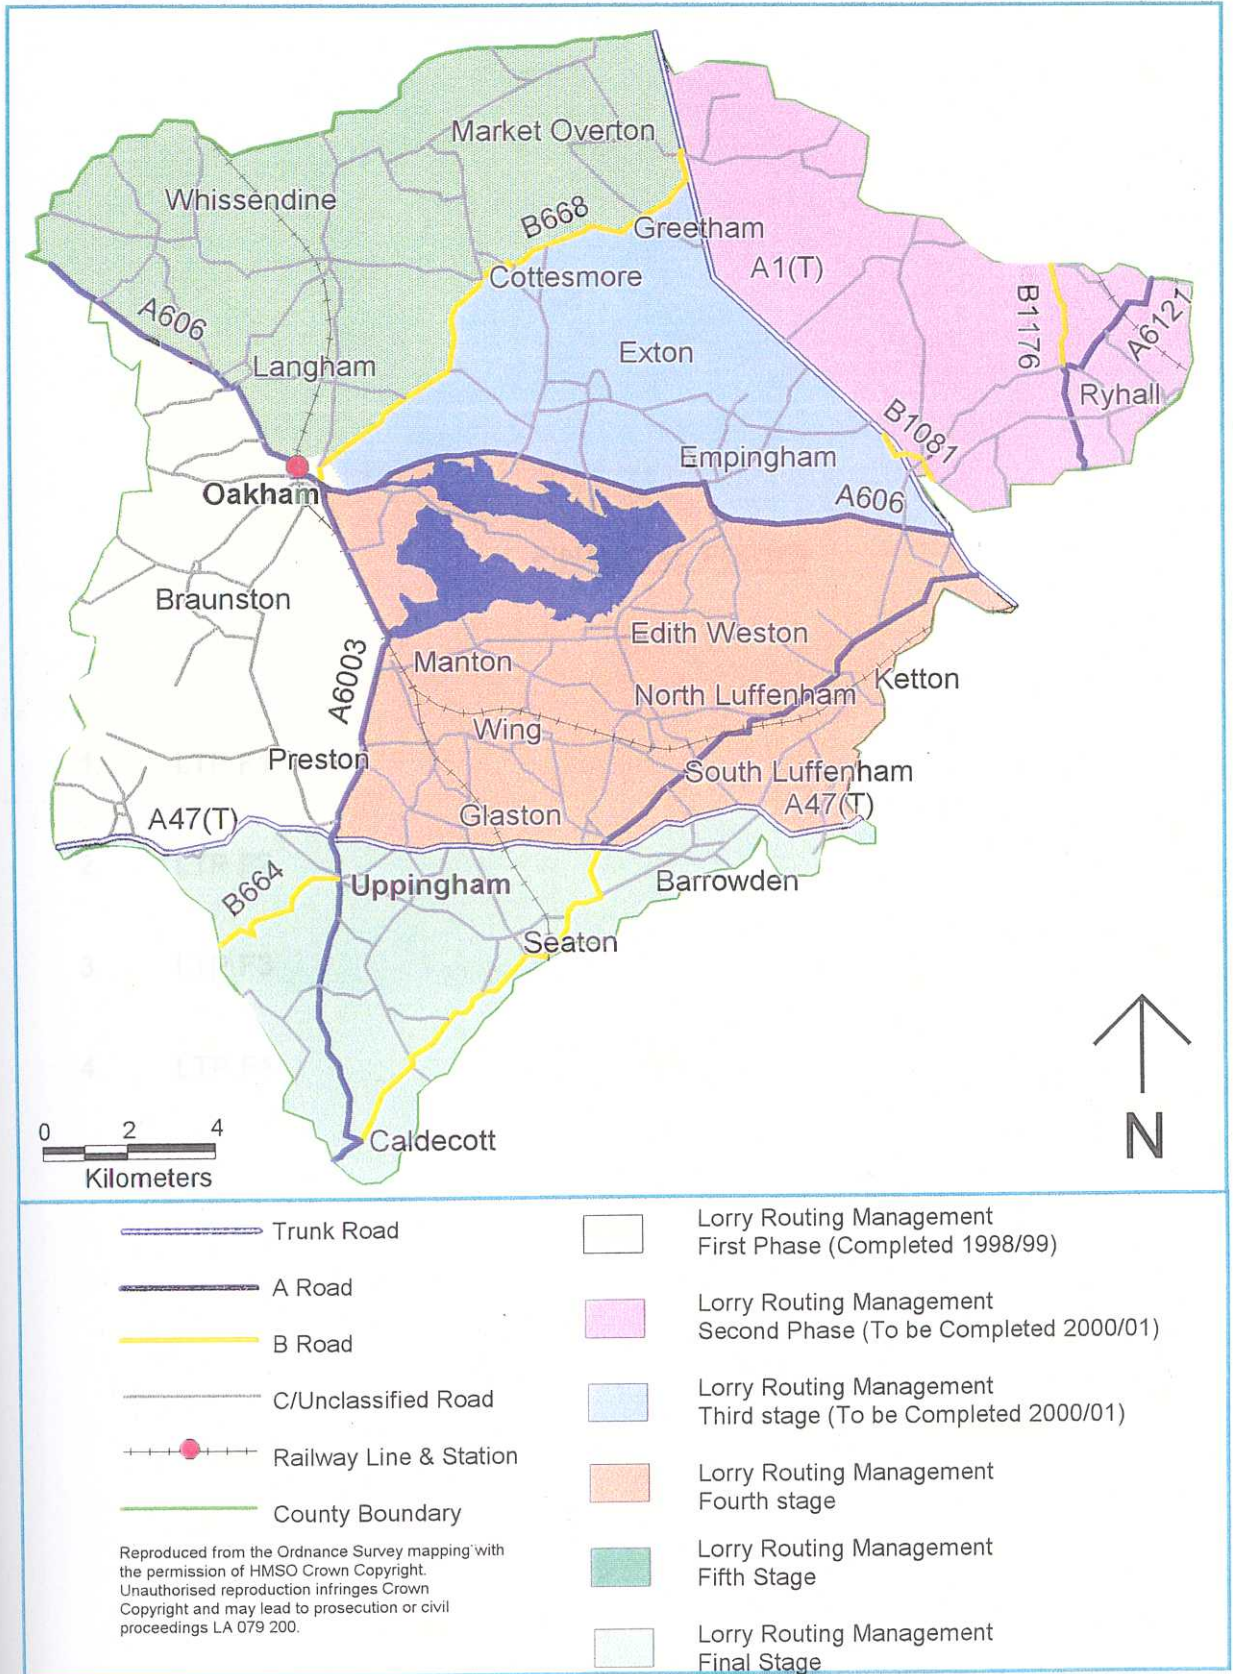 Market Overton
Whissendine
B668
Greetham
A1(T)
Cottesmore
A606
B1176
A6121
Exton
Langham
Ryhall
B1081
Empingham
Oakham
A606
Braunston
Edith Weston
A6003
Manton
Ketton
North Luffenham
Wing
Preston
South Luffenham
A47(T)
Glaston
A47(T)
B664
Uppingham
Barrowden
Seaton
0 2 4
Kilometers
Caldecott
N
Trunk Road
A Road
B Road
C/Unclassified Road
Railway Line & Station
County Boundary
Reproduced from the Ordnance Survey mapping with
the permission of HMSO Crown Copyright.
Unauthorised reproduction infringes Crown
Copyright and may lead to prosecution or civil
proceedings LA 079 200.
Lorry Routing Management
First Phase (Completed 1998/99)
Lorry Routing Management
Second Phase (To be Completed 2000/01)
Lorry Routing Management
Third stage (To be Completed 2000/01)
Lorry Routing Management
Fourth stage
Lorry Routing Management
Fifth Stage
Lorry Routing Management
Final Stage